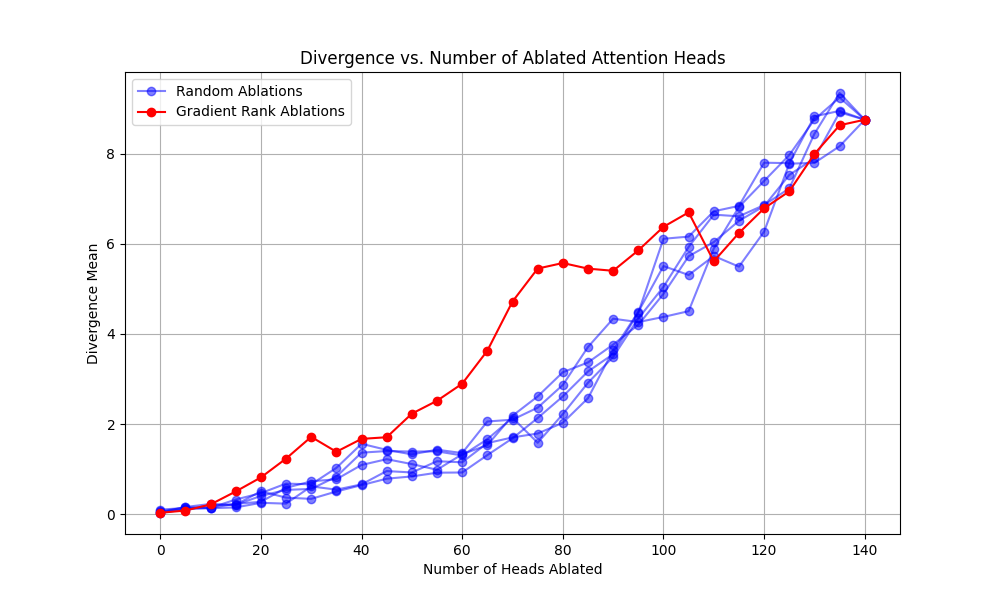 Divergence vs. Number of Ablated Attention Heads
Random Ablations
Gradient Rank Ablations
Divergence Mean
8
6
4
2
0
0 20 40 60 80 100 120 140
Number of Heads Ablated